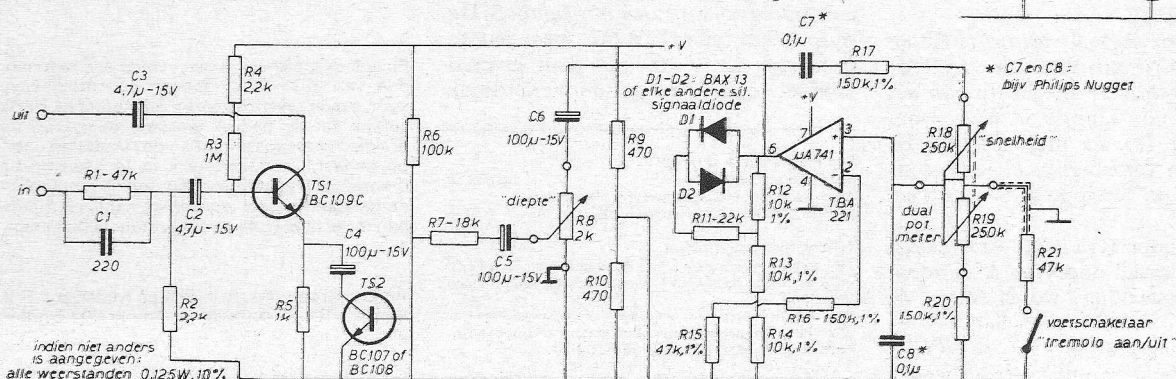 C7*
0,1µ
R17
150k,1%
+V
* C7 en C8 =
bijv Philips Nugget
C3
4,7µ-15V
R4
2,2k
D1-D2= BAX 13
of elke andere sil.
signaaldiode
uit
C6
100µ-15V
R9
470
D1
+V
7
3
R18
250k
"snelheid"
R3
1M
R6
100k
6
µA741
+
-
2
4
TBA
221
in
R1-47k
TS1
BC109C
D2
R12
10k
1%
C1
220
C2
4,7µ-15V
"diepte"
R8
2k
R11-22k
dual
pot
meter
R19
250k
R7-18k
C4
100µ-15V
C5
100µ-15V
R21
47k
R13
10k,1%
R10
470
R2
2,2k
R5
1k
TS2
R16-150k,1%
R20
150k,1%
R15
47k,1%
R14
10k,1%
C8*
0,1µ
voetschakelaar
"tremolo aan/uit"
BC107 of
BC108
indien niet anders
is aangegeven:
alle weerstanden 0,125W,10%